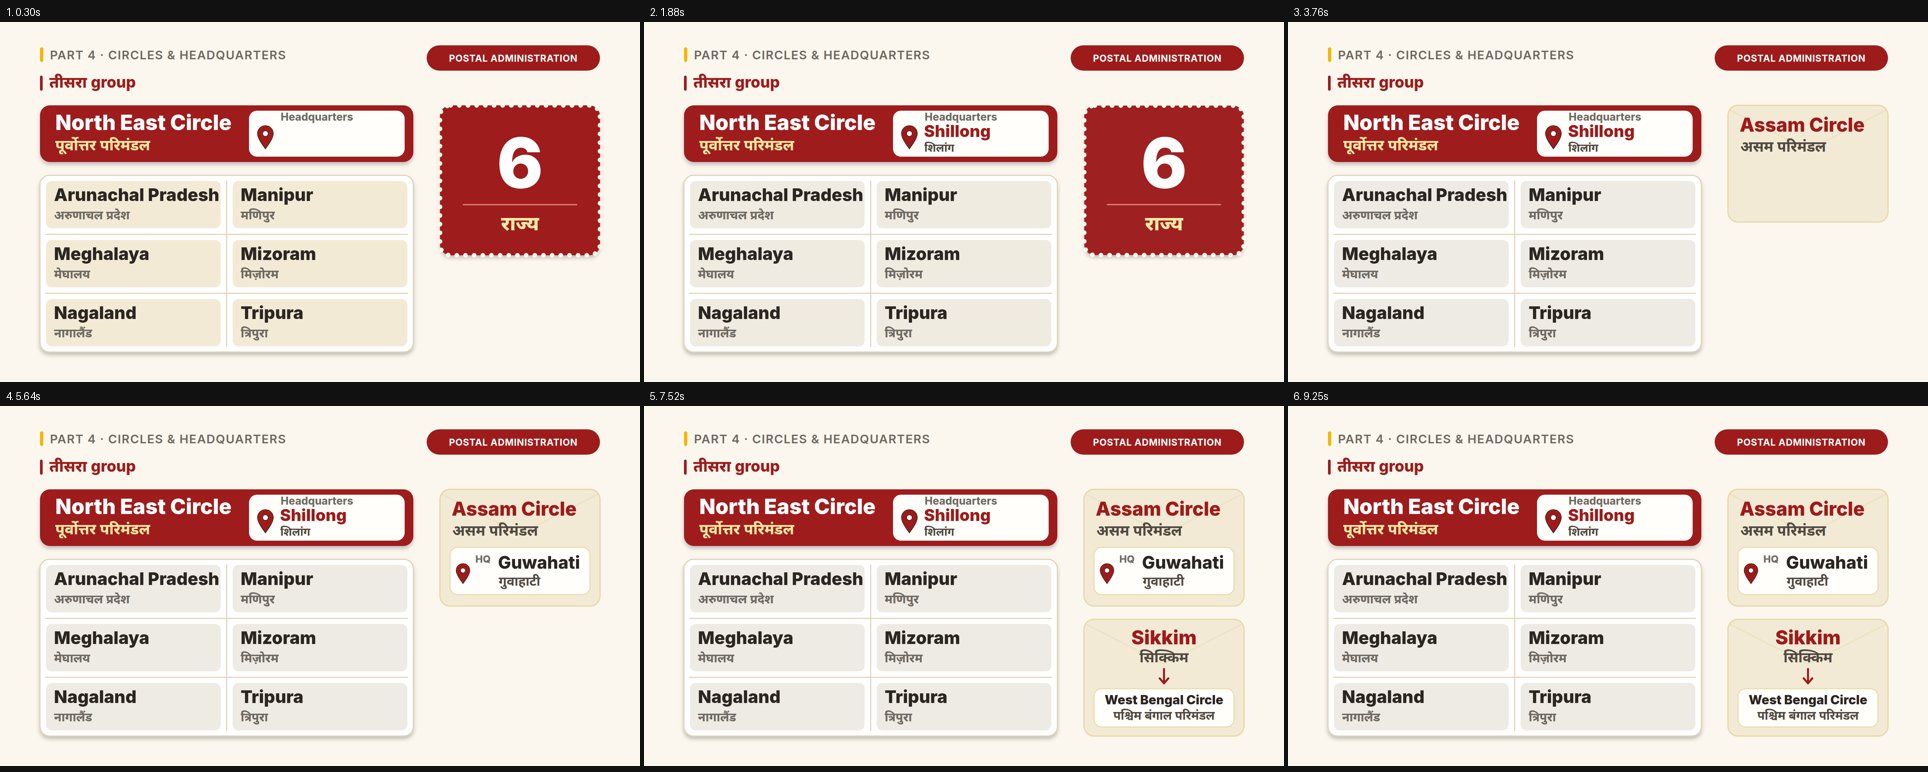 1. 0.30s
PART 4 · CIRCLES & HEADQUARTERS
POSTAL ADMINISTRATION
तीसरा group
North East Circle
पूर्वोत्तर परिमंडल
Headquarters
Arunachal Pradesh
अरुणाचल प्रदेश
Manipur
मणिपुर
Meghalaya
मेघालय
Mizoram
मिज़ोरम
Nagaland
नागालैंड
Tripura
त्रिपुरा
6
राज्य
2. 1.88s
PART 4 · CIRCLES & HEADQUARTERS
POSTAL ADMINISTRATION
तीसरा group
North East Circle
पूर्वोत्तर परिमंडल
Headquarters
Shillong
शिलांग
Arunachal Pradesh
अरुणाचल प्रदेश
Manipur
मणिपुर
Meghalaya
मेघालय
Mizoram
मिज़ोरम
Nagaland
नागालैंड
Tripura
त्रिपुरा
6
राज्य
3. 3.76s
PART 4 · CIRCLES & HEADQUARTERS
POSTAL ADMINISTRATION
तीसरा group
North East Circle
पूर्वोत्तर परिमंडल
Headquarters
Shillong
शिलांग
Arunachal Pradesh
अरुणाचल प्रदेश
Manipur
मणिपुर
Meghalaya
मेघालय
Mizoram
मिज़ोरम
Nagaland
नागालैंड
Tripura
त्रिपुरा
Assam Circle
असम परिमंडल
4. 5.64s
PART 4 · CIRCLES & HEADQUARTERS
POSTAL ADMINISTRATION
तीसरा group
North East Circle
पूर्वोत्तर परिमंडल
Headquarters
Shillong
शिलांग
Arunachal Pradesh
अरुणाचल प्रदेश
Manipur
मणिपुर
Meghalaya
मेघालय
Mizoram
मिज़ोरम
Nagaland
नागालैंड
Tripura
त्रिपुरा
Assam Circle
असम परिमंडल
HQ Guwahati
गुवाहाटी
5. 7.52s
PART 4 · CIRCLES & HEADQUARTERS
POSTAL ADMINISTRATION
तीसरा group
North East Circle
पूर्वोत्तर परिमंडल
Headquarters
Shillong
शिलांग
Arunachal Pradesh
अरुणाचल प्रदेश
Manipur
मणिपुर
Meghalaya
मेघालय
Mizoram
मिज़ोरम
Nagaland
नागालैंड
Tripura
त्रिपुरा
Assam Circle
असम परिमंडल
HQ Guwahati
गुवाहाटी
Sikkim
सिक्किम
West Bengal Circle
पश्चिम बंगाल परिमंडल
6. 9.25s
PART 4 · CIRCLES & HEADQUARTERS
POSTAL ADMINISTRATION
तीसरा group
North East Circle
पूर्वोत्तर परिमंडल
Headquarters
Shillong
शिलांग
Arunachal Pradesh
अरुणाचल प्रदेश
Manipur
मणिपुर
Meghalaya
मेघालय
Mizoram
मिज़ोरम
Nagaland
नागालैंड
Tripura
त्रिपुरा
Assam Circle
असम परिमंडल
HQ Guwahati
गुवाहाटी
Sikkim
सिक्किम
West Bengal Circle
पश्चिम बंगाल परिमंडल